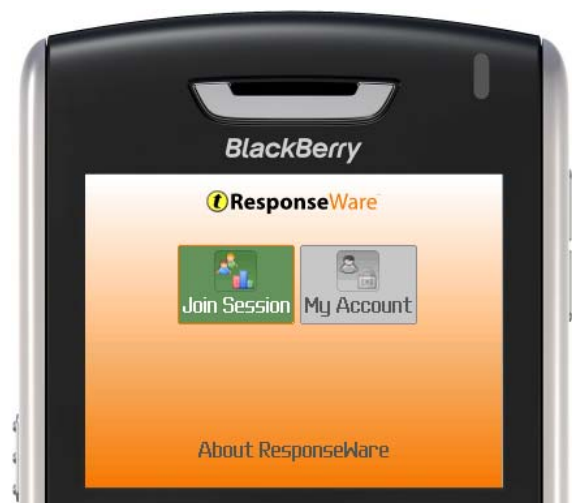 BlackBerry
t ResponseWare
Join Session My Account
About ResponseWare